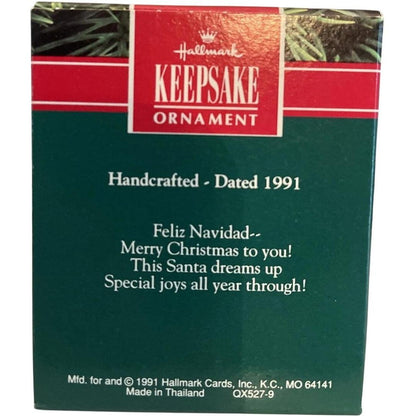 Hallmark
KEEPSAKE
ORNAMENT
Handcrafted - Dated 1991
Feliz Navidad--
Merry Christmas to you!
This Santa dreams up
Special joys all year through!
Mfd. for and © 1991 Hallmark Cards, Inc., K.C., MO 64141
Made in Thailand QX527-9